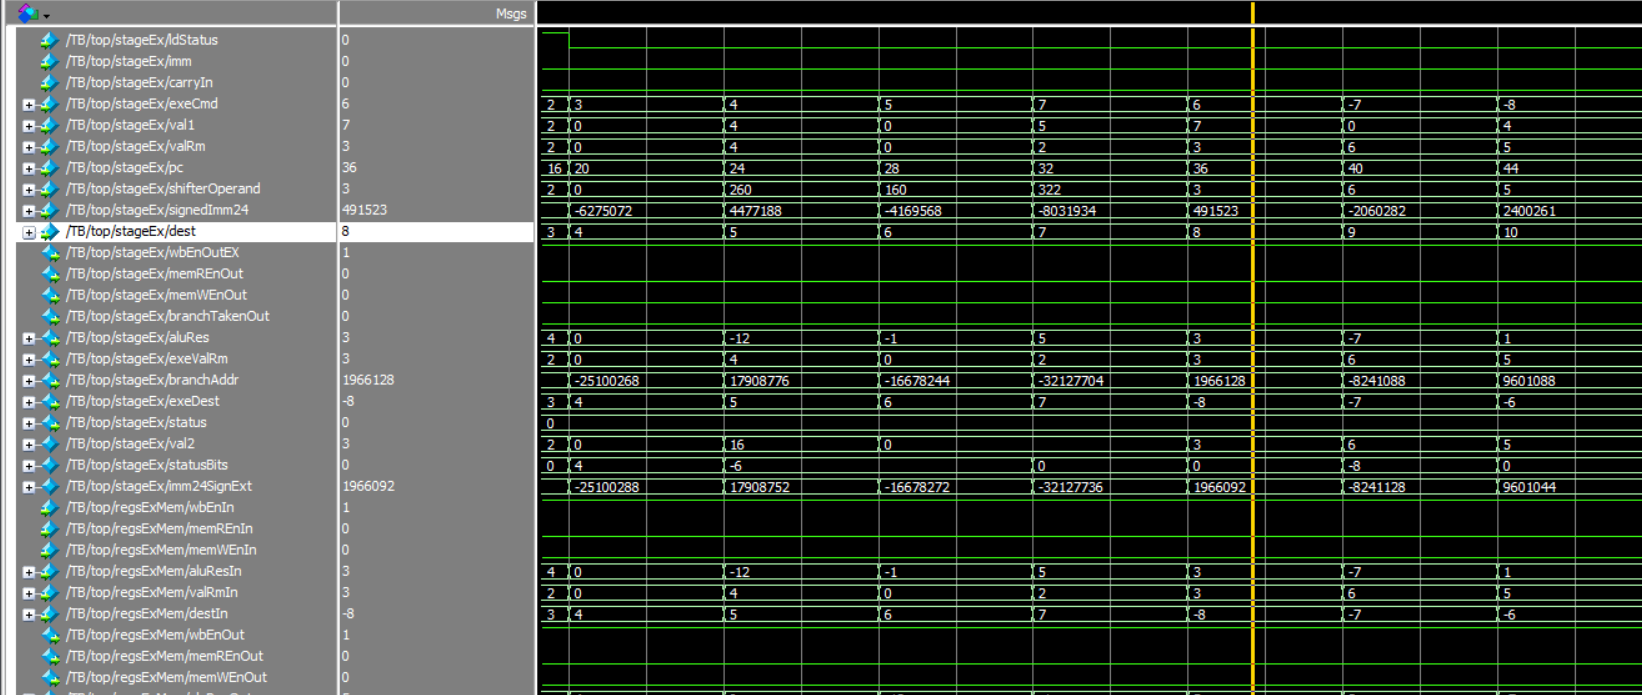 Msgs
/TB/top/stageEx/ldStatus 0
/TB/top/stageEx/imm 0
/TB/top/stageEx/carryIn 0
/TB/top/stageEx/exeCmd 6 2 3 4 5 7 6 -7 -8
/TB/top/stageEx/val1 7 2 0 4 0 5 7 0 4
/TB/top/stageEx/valRm 3 2 0 4 0 2 3 6 5
/TB/top/stageEx/pc 36 16 20 24 28 32 36 40 44
/TB/top/stageEx/shifterOperand 3 2 0 260 160 322 3 6 5
/TB/top/stageEx/signedImm24 491523 -6275072 4477188 -4169568 -8031934 491523 -2060282 2400261
/TB/top/stageEx/dest 8 3 4 5 6 7 8 9 10
/TB/top/stageEx/wbEnOutEX 1
/TB/top/stageEx/memREnOut 0
/TB/top/stageEx/memWEnOut 0
/TB/top/stageEx/branchTakenOut 0
/TB/top/stageEx/aluRes 3 4 0 -12 -1 5 3 -7 1
/TB/top/stageEx/exeValRm 3 2 0 4 0 2 3 6 5
/TB/top/stageEx/branchAddr 1966128 -25100268 17908776 -16678244 -32127704 1966128 -8241088 9601088
/TB/top/stageEx/exeDest -8 3 4 5 6 7 -8 -7 -6
/TB/top/stageEx/status 0 0
/TB/top/stageEx/val2 3 2 0 16 0 3 6 5
/TB/top/stageEx/statusBits 0 0 4 -6 0 0 -8 0
/TB/top/stageEx/imm24SignExt 1966092 -25100288 17908752 -16678272 -32127736 1966092 -8241128 9601044
/TB/top/regsExMem/wbEnIn 1
/TB/top/regsExMem/memREnIn 0
/TB/top/regsExMem/memWEnIn 0
/TB/top/regsExMem/aluResIn 3 4 0 -12 -1 5 3 -7 1
/TB/top/regsExMem/valRmIn 3 2 0 4 0 2 3 6 5
/TB/top/regsExMem/destIn -8 3 4 5 6 7 -8 -7 -6
/TB/top/regsExMem/wbEnOut 1
/TB/top/regsExMem/memREnOut 0
/TB/top/regsExMem/memWEnOut 0